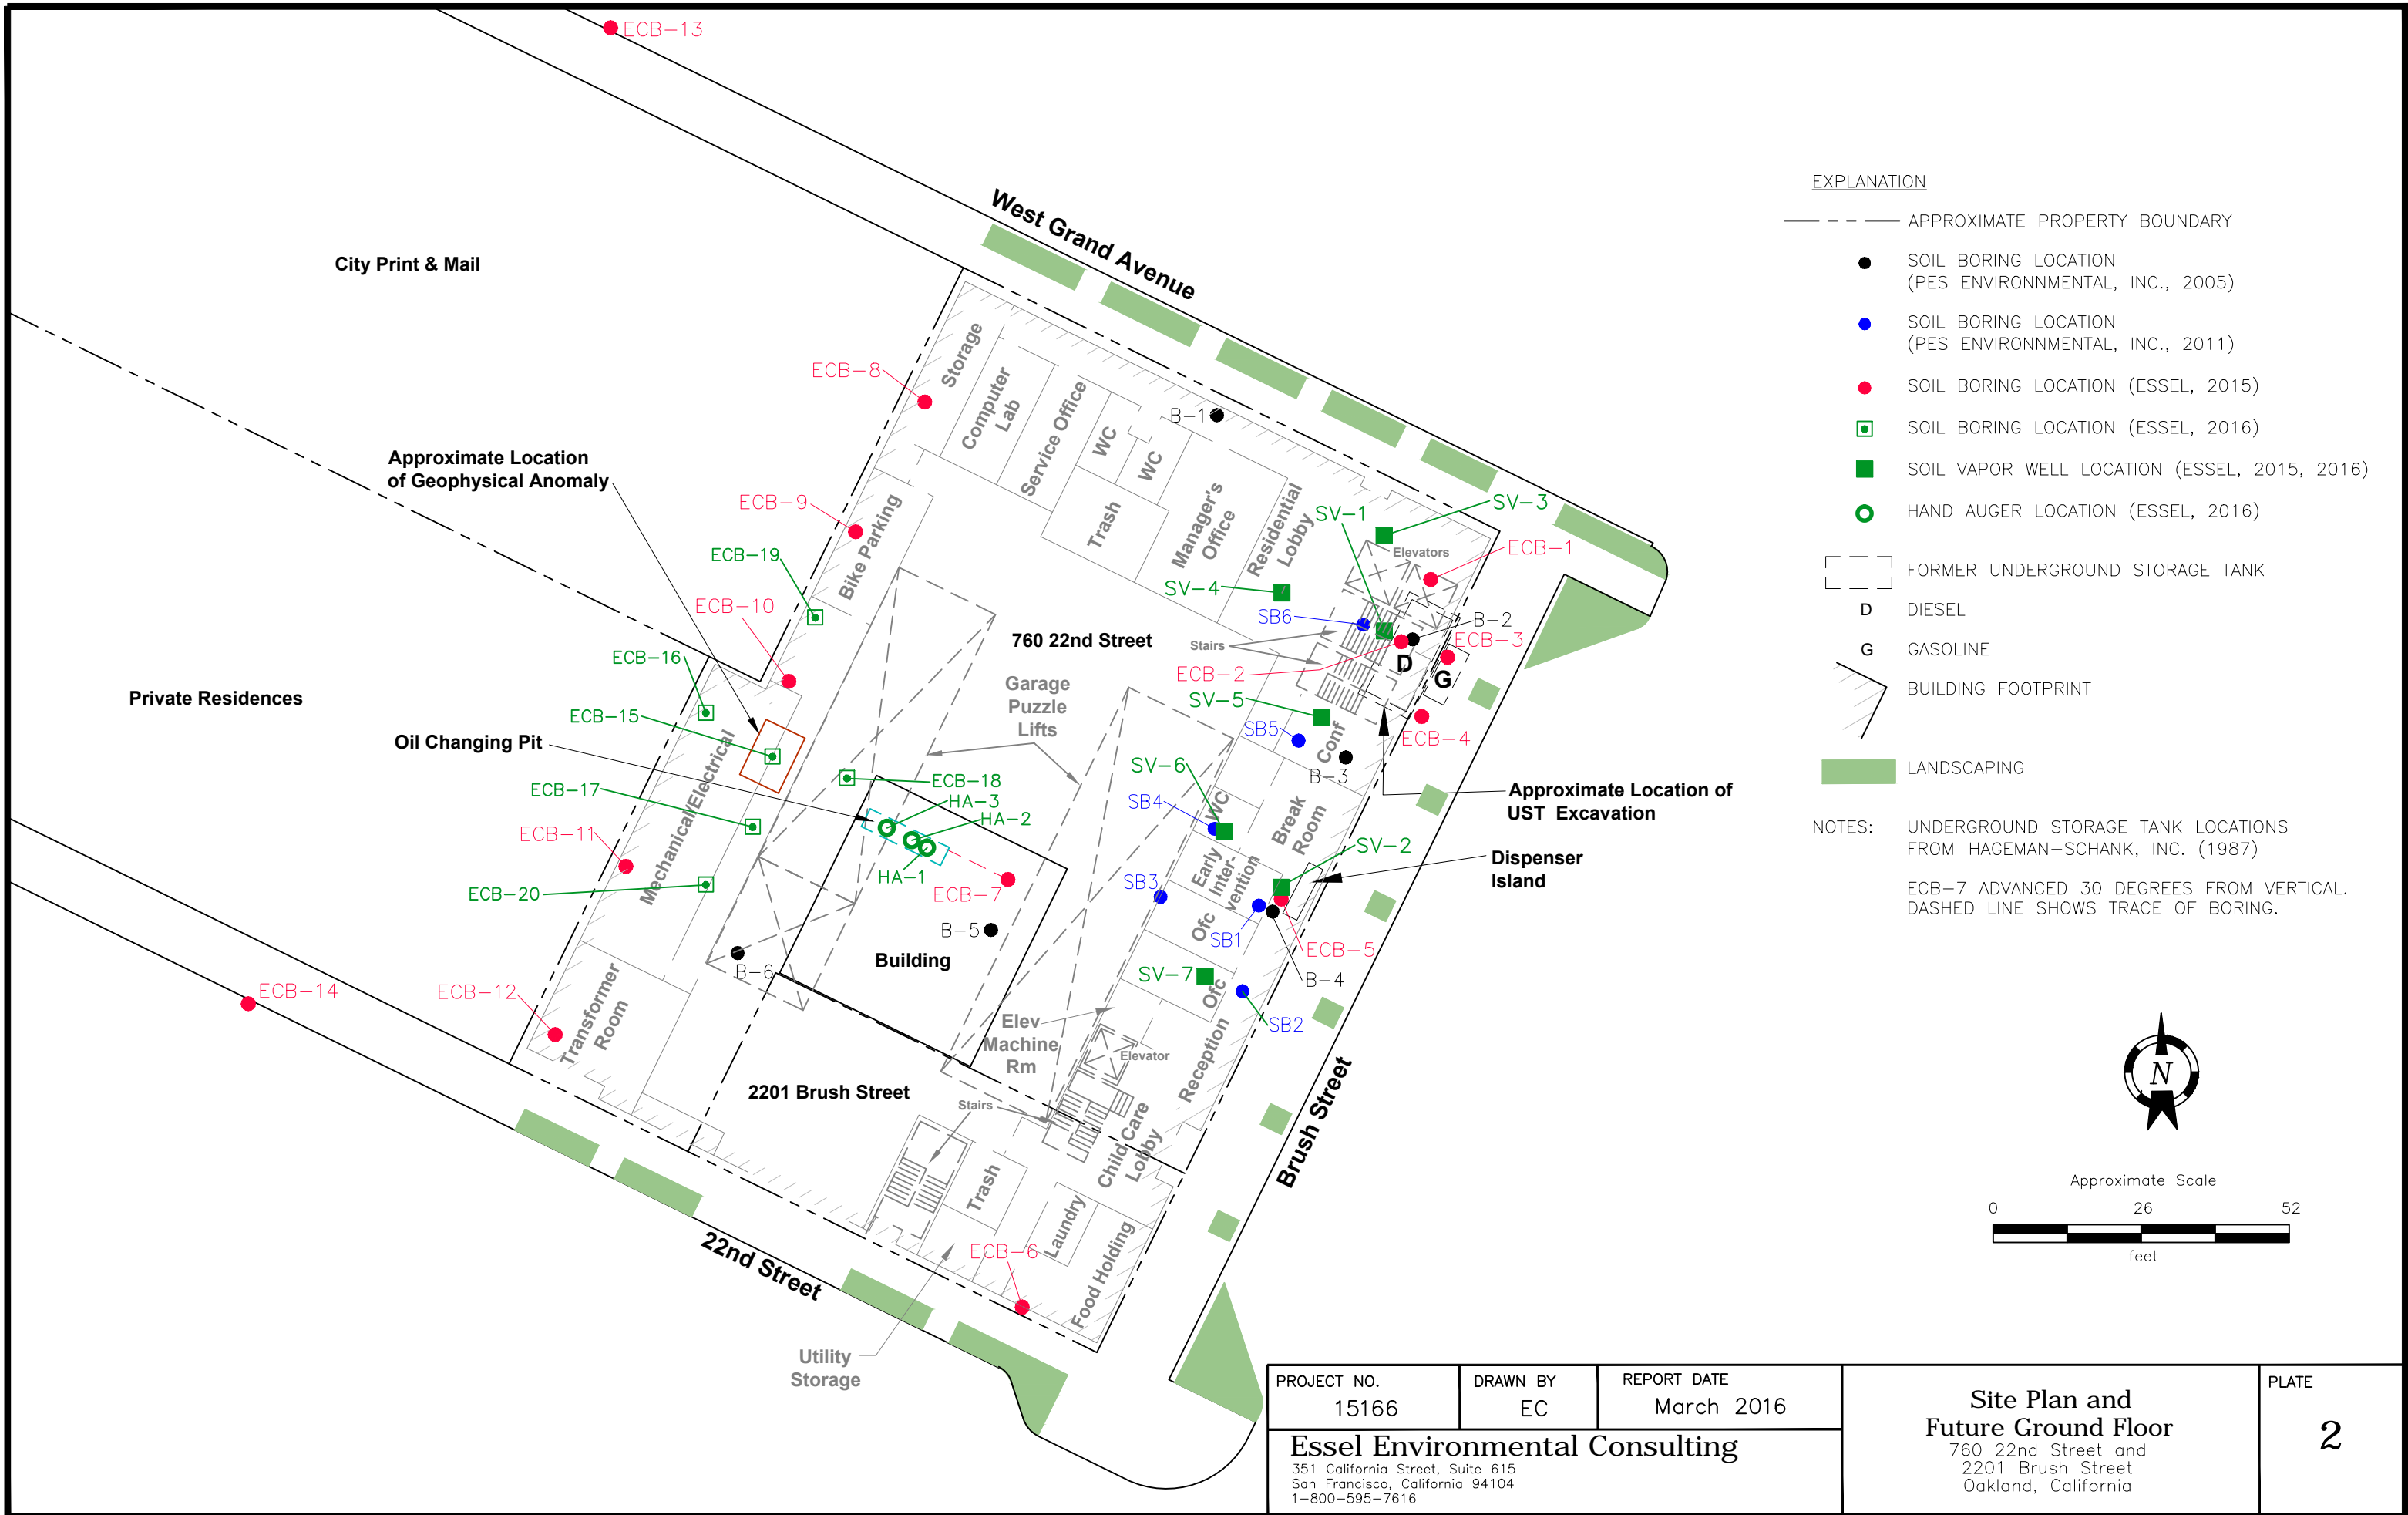 ECB-13
West Grand Avenue
City Print & Mail
ECB-8
Storage
Computer
Lab
Service Office
WC
WC
B-1
Trash
Manager's
Office
Residential
Lobby
Approximate Location
of Geophysical Anomaly
ECB-9
Bike Parking
ECB-19
ECB-10
ECB-16
ECB-15
Private Residences
Oil Changing Pit
Mechanical/Electrical
ECB-17
ECB-11
ECB-20
ECB-14
ECB-12
Transformer
Room
SV-1
SV-3
Elevators
ECB-1
SV-4
SB6
B-2
ECB-3
Stairs
ECB-2
D
G
SV-5
SB5
Conf
ECB-4
B-3
760 22nd Street
Garage
Puzzle
Lifts
SV-6
SB4
WC
Break
Room
Approximate Location of
UST Excavation
ECB-18
HA-3
HA-2
HA-1
ECB-7
SV-2
Dispenser
Island
Early
Inter-
vention
SB3
Ofc
SB1
ECB-5
B-4
B-5
Building
B-6
SV-7
Ofc
SB2
Elev
Machine
Rm
Elevator
Reception
2201 Brush Street
Stairs
Child Care
Lobby
Brush Street
Trash
Laundry
Food Holding
ECB-6
22nd Street
Utility
Storage
EXPLANATION
APPROXIMATE PROPERTY BOUNDARY
SOIL BORING LOCATION
(PES ENVIRONNMENTAL, INC., 2005)
SOIL BORING LOCATION
(PES ENVIRONNMENTAL, INC., 2011)
SOIL BORING LOCATION (ESSEL, 2015)
SOIL BORING LOCATION (ESSEL, 2016)
SOIL VAPOR WELL LOCATION (ESSEL, 2015, 2016)
HAND AUGER LOCATION (ESSEL, 2016)
FORMER UNDERGROUND STORAGE TANK
D DIESEL
G GASOLINE
BUILDING FOOTPRINT
LANDSCAPING
NOTES: UNDERGROUND STORAGE TANK LOCATIONS
FROM HAGEMAN-SCHANK, INC. (1987)
ECB-7 ADVANCED 30 DEGREES FROM VERTICAL.
DASHED LINE SHOWS TRACE OF BORING.
N
Approximate Scale
0 26 52
feet
PROJECT NO.
15166
DRAWN BY
EC
REPORT DATE
March 2016
Essel Environmental Consulting
351 California Street, Suite 615
San Francisco, California 94104
1-800-595-7616
Site Plan and
Future Ground Floor
760 22nd Street and
2201 Brush Street
Oakland, California
PLATE
2